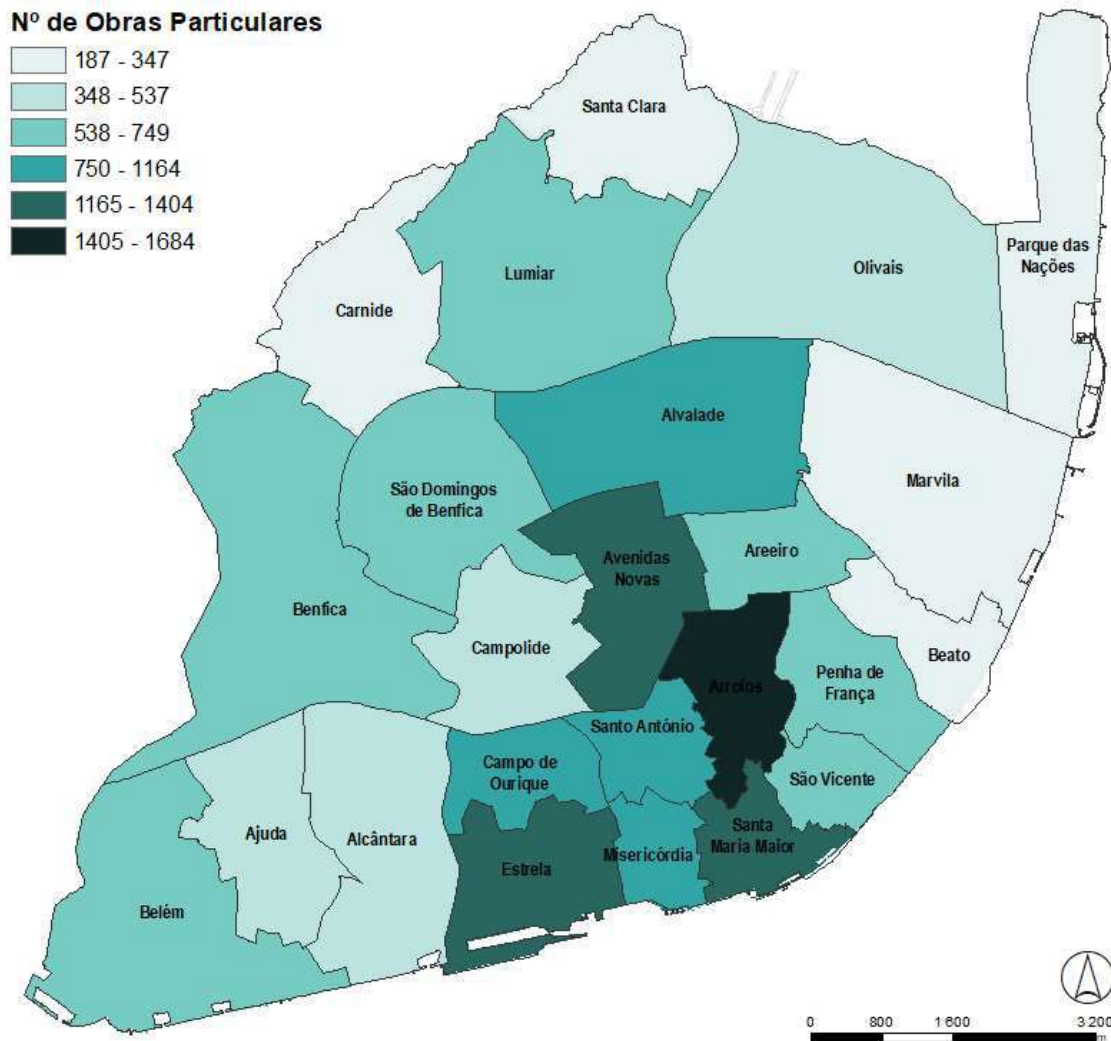 Nº de Obras Particulares
187 - 347
348 - 537
538 - 749
750 - 1164
1165 - 1404
1405 - 1684
Santa Clara
Lumiar
Olivais
Parque das
Nações
Carnide
Alvalade
Marvila
São Domingos
de Benfica
Areeiro
Avenidas
Novas
Benfica
Campolide
Beato
Penha de
França
Arroios
Santo António
Campo de
Ourique
São Vicente
Ajuda
Alcântara
Santa
Maria Maior
Misericórdia
Estrela
Belém
0 800 1 600 3 200
m